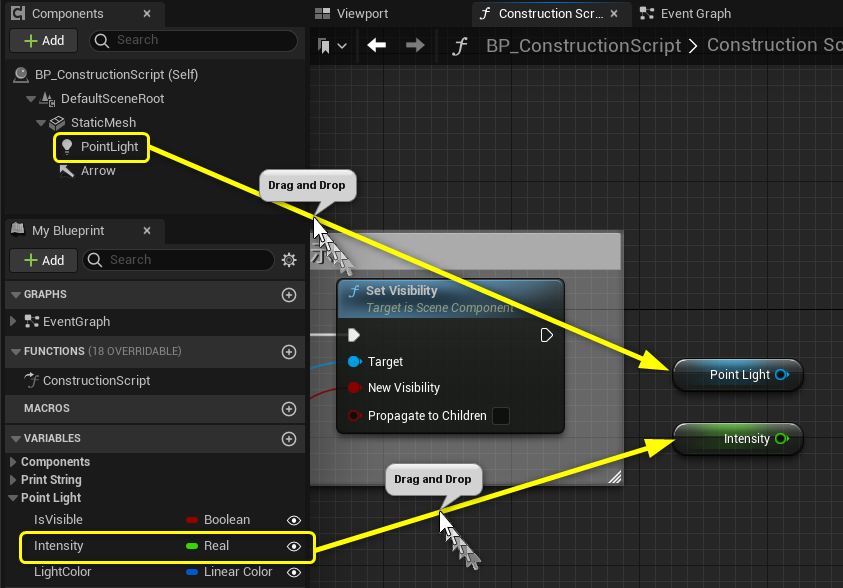 Components
Viewport
Construction Scr...
Event Graph
Add
Search
BP_ConstructionScript
Construction Sc
BP_ConstructionScript (Self)
DefaultSceneRoot
StaticMesh
PointLight
Arrow
Drag and Drop
My Blueprint
Add
Search
示
GRAPHS
EventGraph
FUNCTIONS (18 OVERRIDABLE)
ConstructionScript
MACROS
VARIABLES
Components
Print String
Point Light
IsVisible Boolean
Intensity Real
LightColor Linear Color
Set Visibility
Target is Scene Component
Target
New Visibility
Propagate to Children
Point Light
Intensity
Drag and Drop